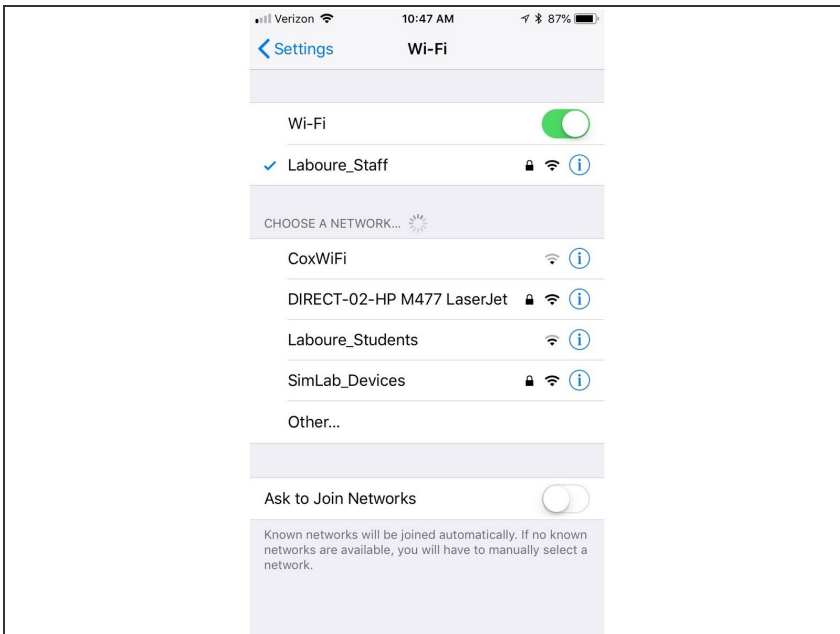 Verizon 10:47 AM 87%
Settings Wi-Fi
Wi-Fi
Laboure_Staff
CHOOSE A NETWORK...
CoxWiFi
DIRECT-02-HP M477 LaserJet
Laboure_Students
SimLab_Devices
Other...
Ask to Join Networks
Known networks will be joined automatically. If no known
networks are available, you will have to manually select a
network.